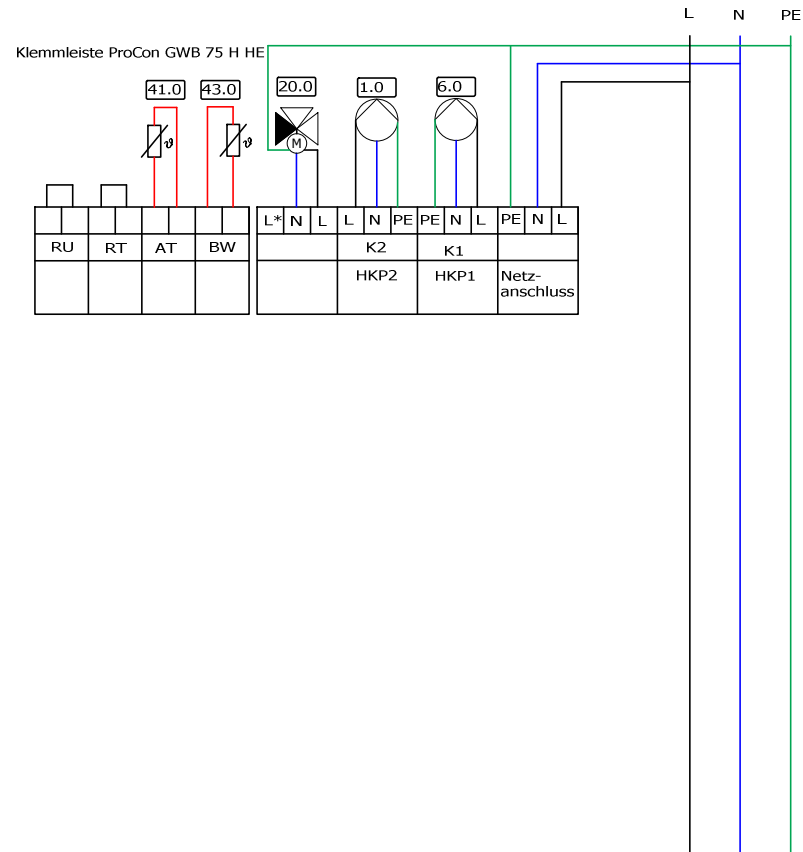 L N PE
Klemmleiste ProCon GWB 75 H HE
41.0 43.0 20.0 1.0 6.0
ϑ ϑ M
L* N L L N PE PE N L PE N L
RU RT AT BW K2 K1
HKP2 HKP1 Netz-
anschluss